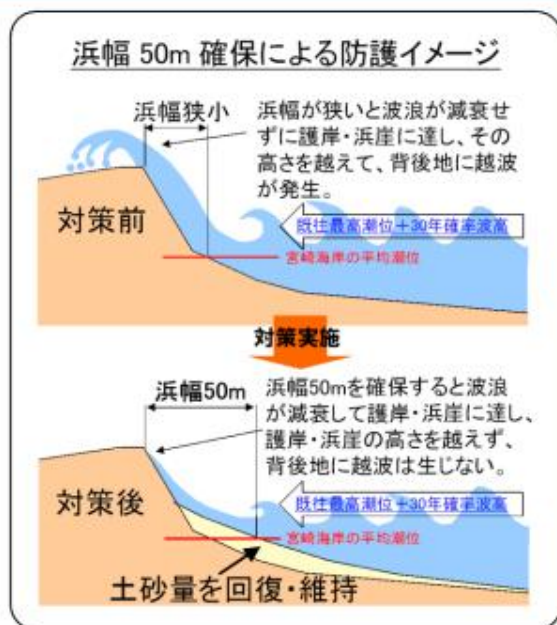 浜幅 50m 確保による防護イメージ
浜幅狭小
浜幅が狭いと波浪が減衰せ
ずに護岸・浜崖に達し、その
高さを越えて、背後地に越波
が発生。
対策前
既往最高潮位＋30年確率波高
宮崎海岸の平均潮位
対策実施
浜幅50m
浜幅50mを確保すると波浪
が減衰して護岸・浜崖に達し、
護岸・浜崖の高さを越えず、
背後地に越波は生じない。
対策後
既往最高潮位＋30年確率波高
宮崎海岸の平均潮位
土砂量を回復・維持